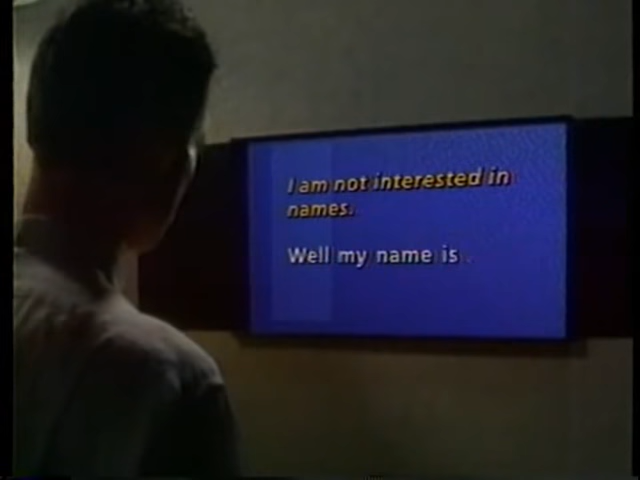 I am not interested in
names.
Well my name is .